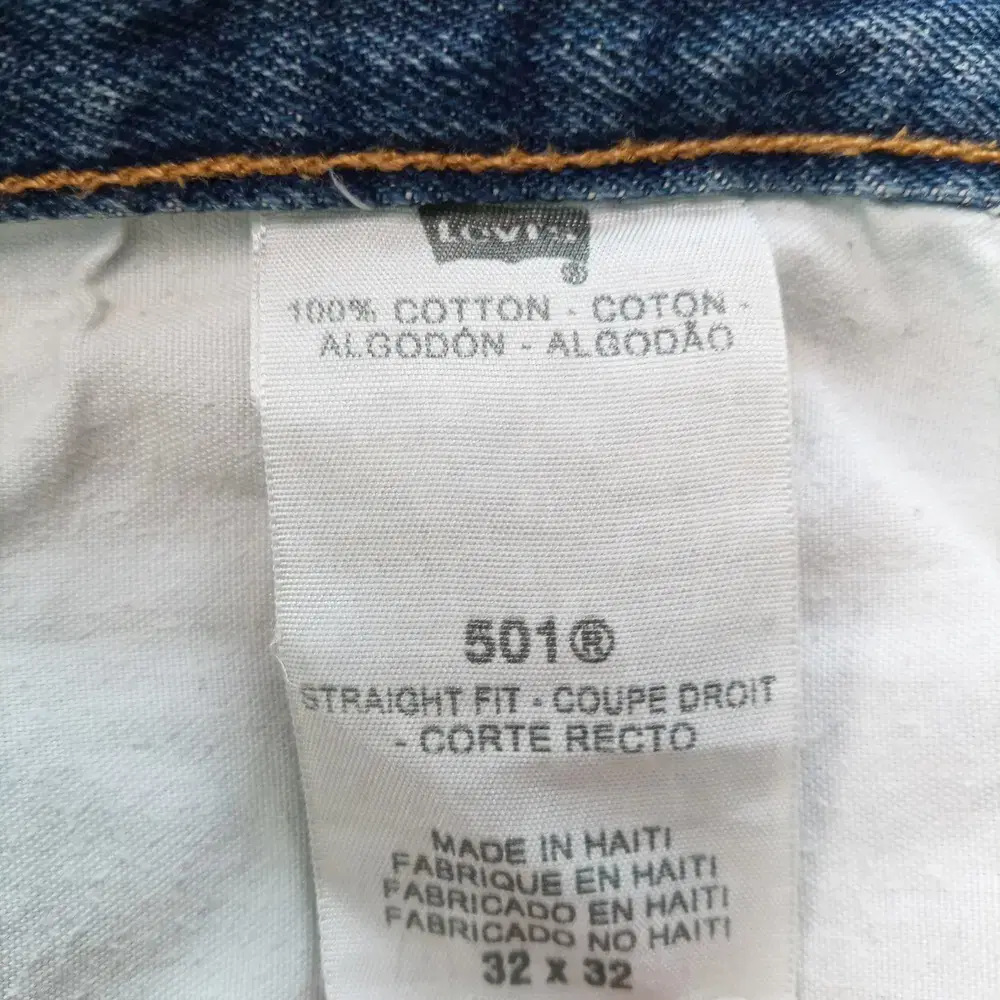 Levi's
®
100% COTTON - COTON -
ALGODÓN - ALGODÃO
501®
STRAIGHT FIT - COUPE DROIT
- CORTE RECTO
MADE IN HAITI
FABRIQUE EN HAITI
FABRICADO EN HAITI
FABRICADO NO HAITI
32 x 32